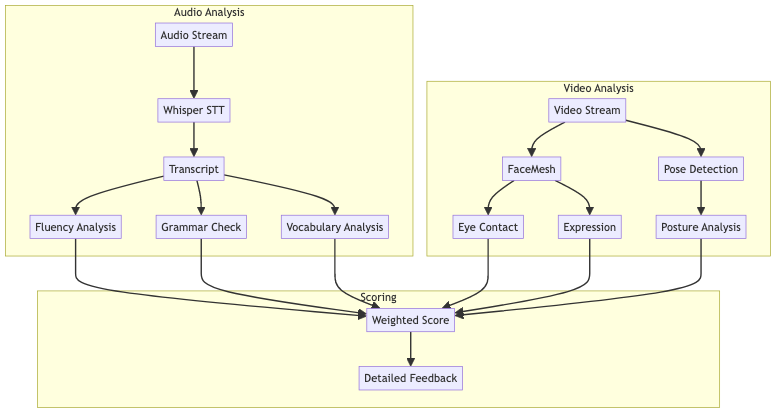 Audio Analysis
Audio Stream
Whisper STT
Transcript
Fluency Analysis
Grammar Check
Vocabulary Analysis
Video Analysis
Video Stream
FaceMesh
Pose Detection
Eye Contact
Expression
Posture Analysis
Scoring
Weighted Score
Detailed Feedback